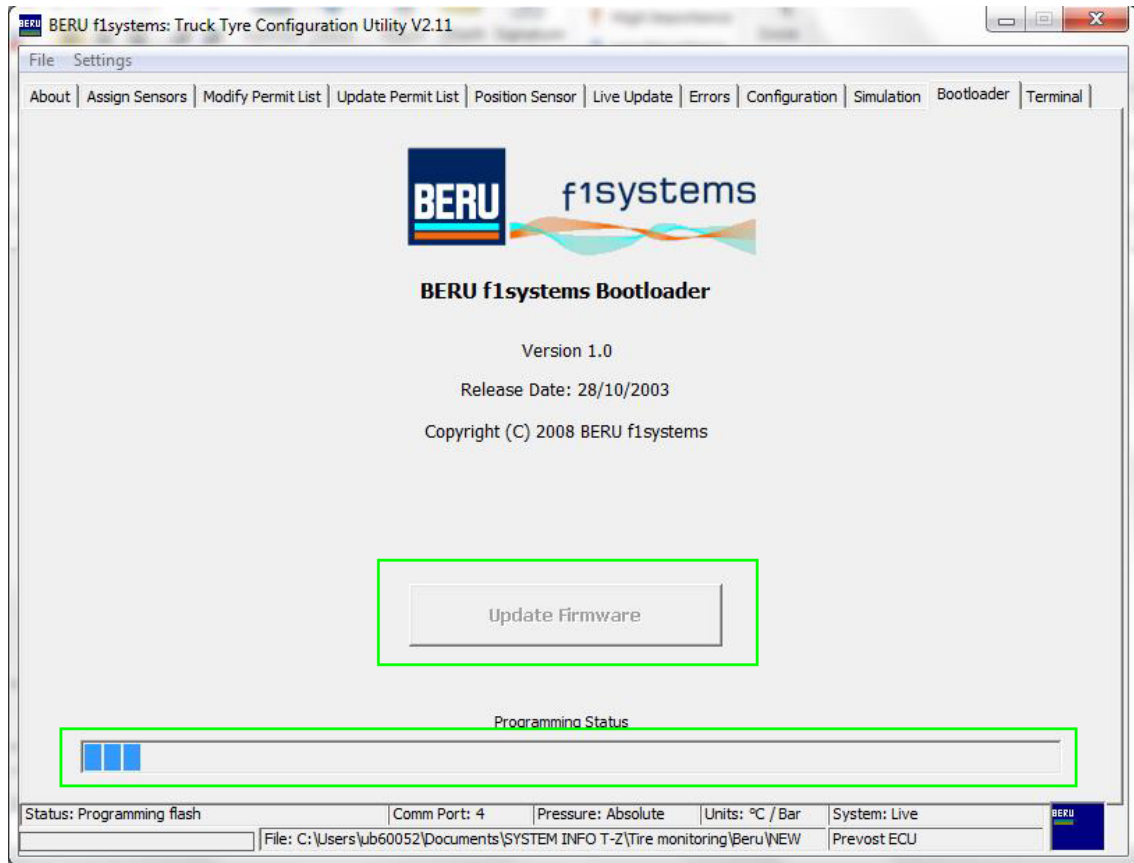 BERU f1systems: Truck Tyre Configuration Utility V2.11
File Settings
About Assign Sensors Modify Permit List Update Permit List Position Sensor Live Update Errors Configuration Simulation Bootloader Terminal
BERU f1systems
BERU f1systems Bootloader
Version 1.0
Release Date: 28/10/2003
Copyright (C) 2008 BERU f1systems
Update Firmware
Programming Status
Status: Programming flash Comm Port: 4 Pressure: Absolute Units: °C / Bar System: Live BERU
File: C:\Users\ub60052\Documents\SYSTEM INFO T-Z\Tire monitoring\Beru\NEW Prevost ECU